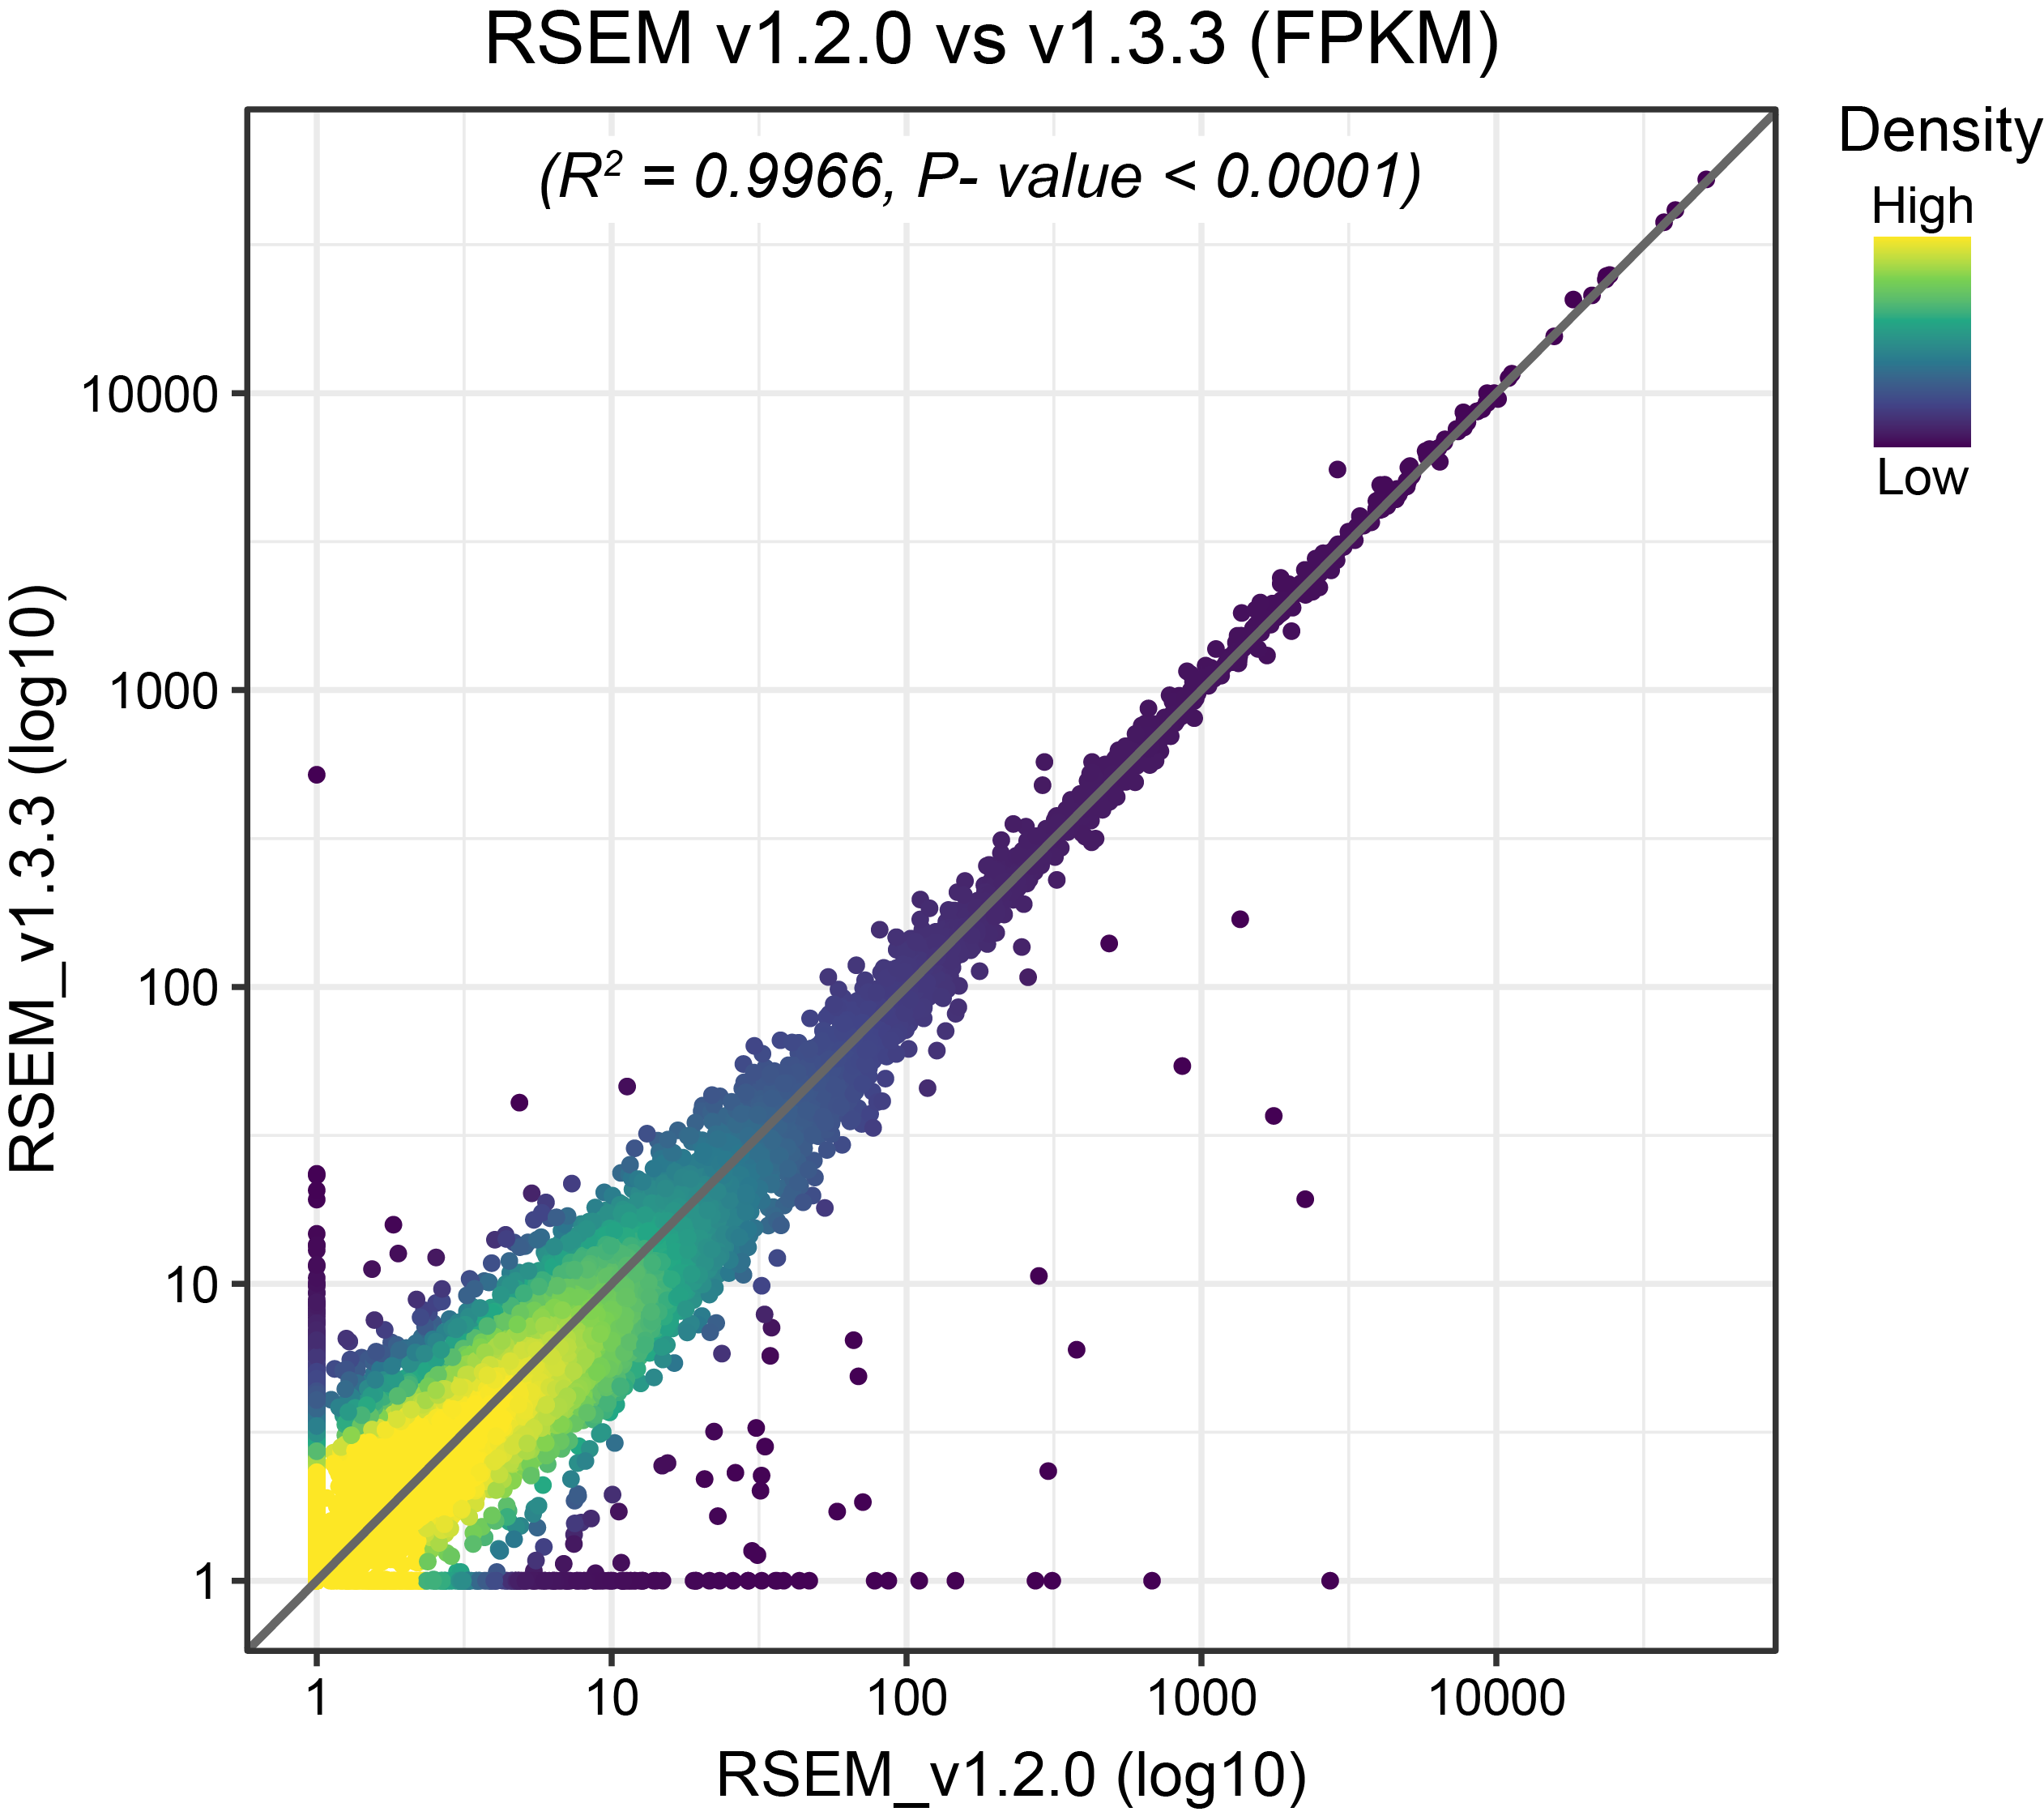 RSEM v1.2.0 vs v1.3.3 (FPKM)
(R² = 0.9966, P- value < 0.0001)
Density
High
Low
RSEM_v1.3.3 (log10)
10000
1000
100
10
1
1 10 100 1000 10000
RSEM_v1.2.0 (log10)